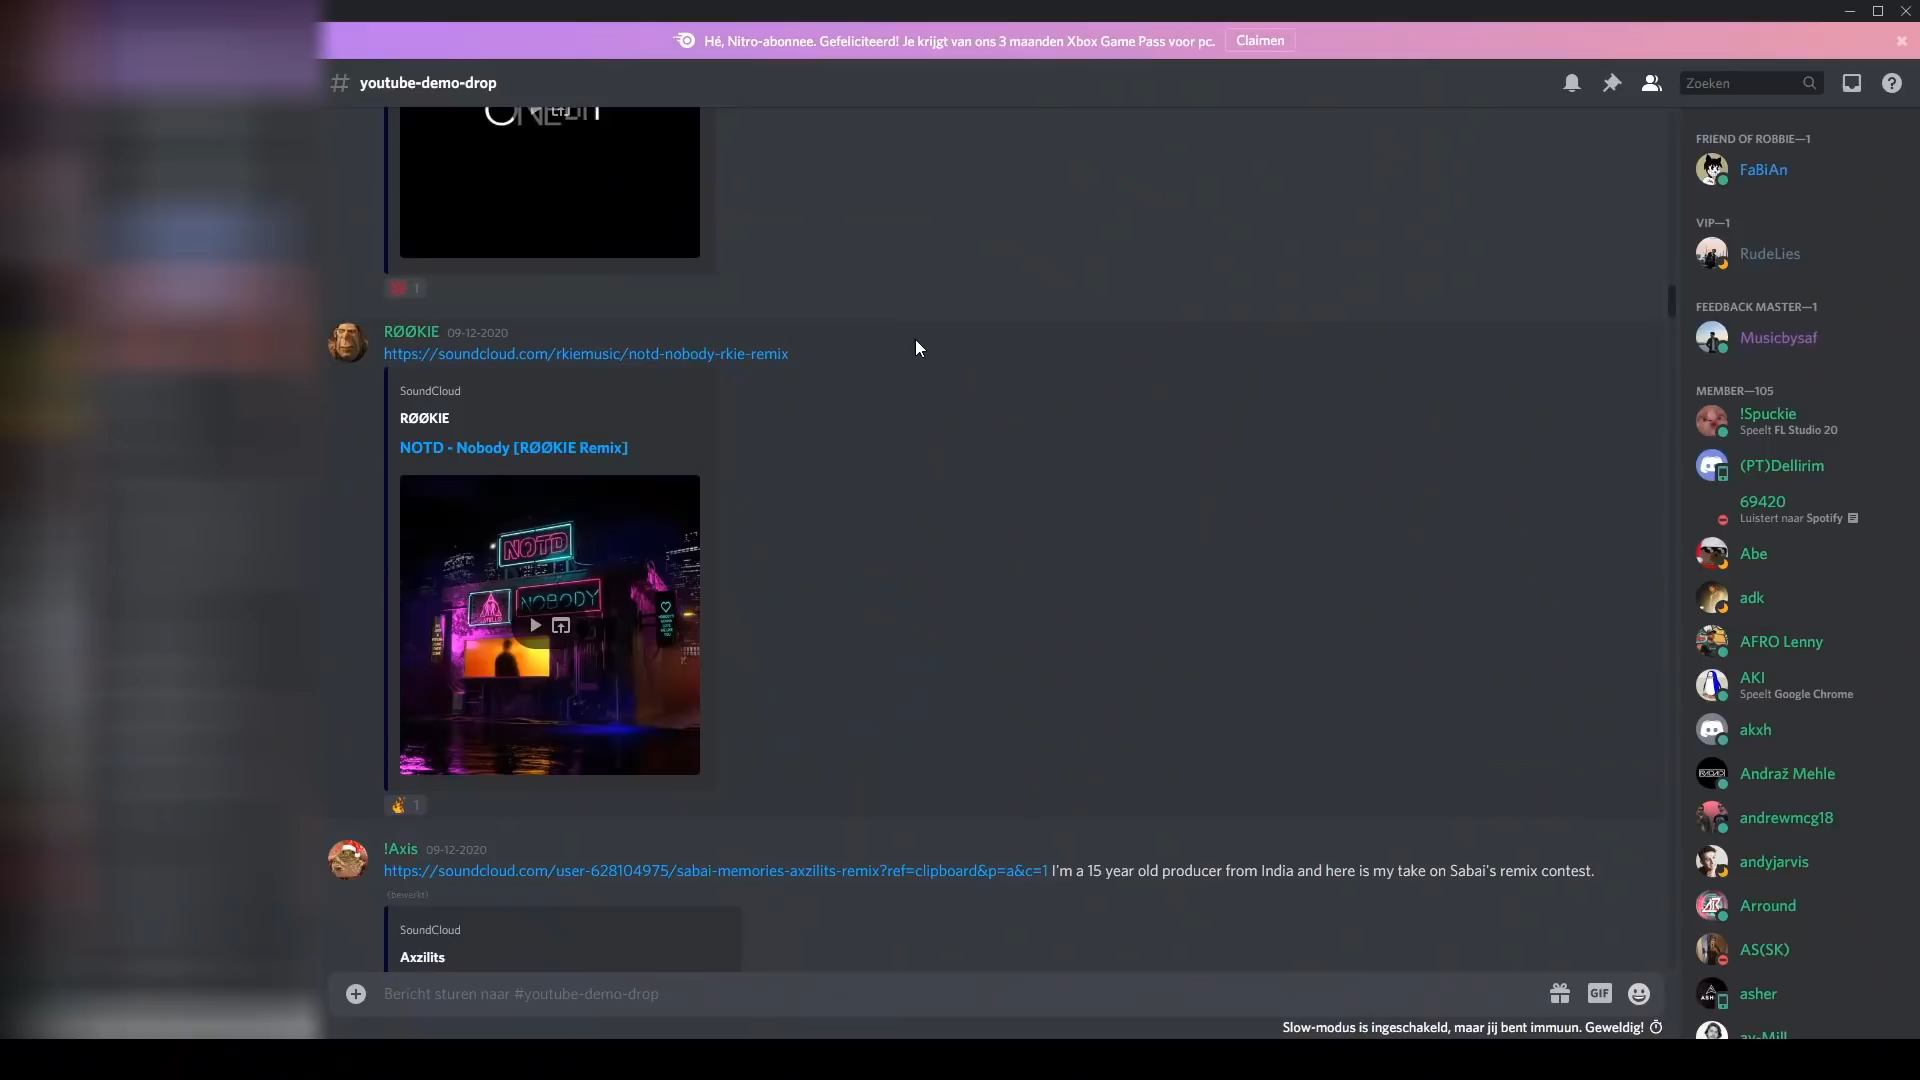 Hé, Nitro-abonnee. Gefeliciteerd! Je krijgt van ons 3 maanden Xbox Game Pass voor pc. Claimen
# youtube-demo-drop
Zoeken
1
RØØKIE 09-12-2020
https://soundcloud.com/rkiemusic/notd-nobody-rkie-remix
SoundCloud
RØØKIE
NOTD - Nobody [RØØKIE Remix]
NOTD
NOBODY
1
!Axis 09-12-2020
https://soundcloud.com/user-628104975/sabai-memories-axzilits-remix?ref=clipboard&p=a&c=1 I'm a 15 year old producer from India and here is my take on Sabai's remix contest.
(bewerkt)
SoundCloud
Axzilits
Bericht sturen naar #youtube-demo-drop
GIF
Slow-modus is ingeschakeld, maar jij bent immuun. Geweldig!
FRIEND OF ROBBIE—1
FaBiAn
VIP—1
RudeLies
FEEDBACK MASTER—1
Musicbysaf
MEMBER—105
!Spuckie
Speelt FL Studio 20
(PT)Dellirim
69420
Luistert naar Spotify
Abe
adk
AFRO Lenny
AKI
Speelt Google Chrome
akxh
Andraž Mehle
andrewmcg18
andyjarvis
Arround
AS(SK)
asher